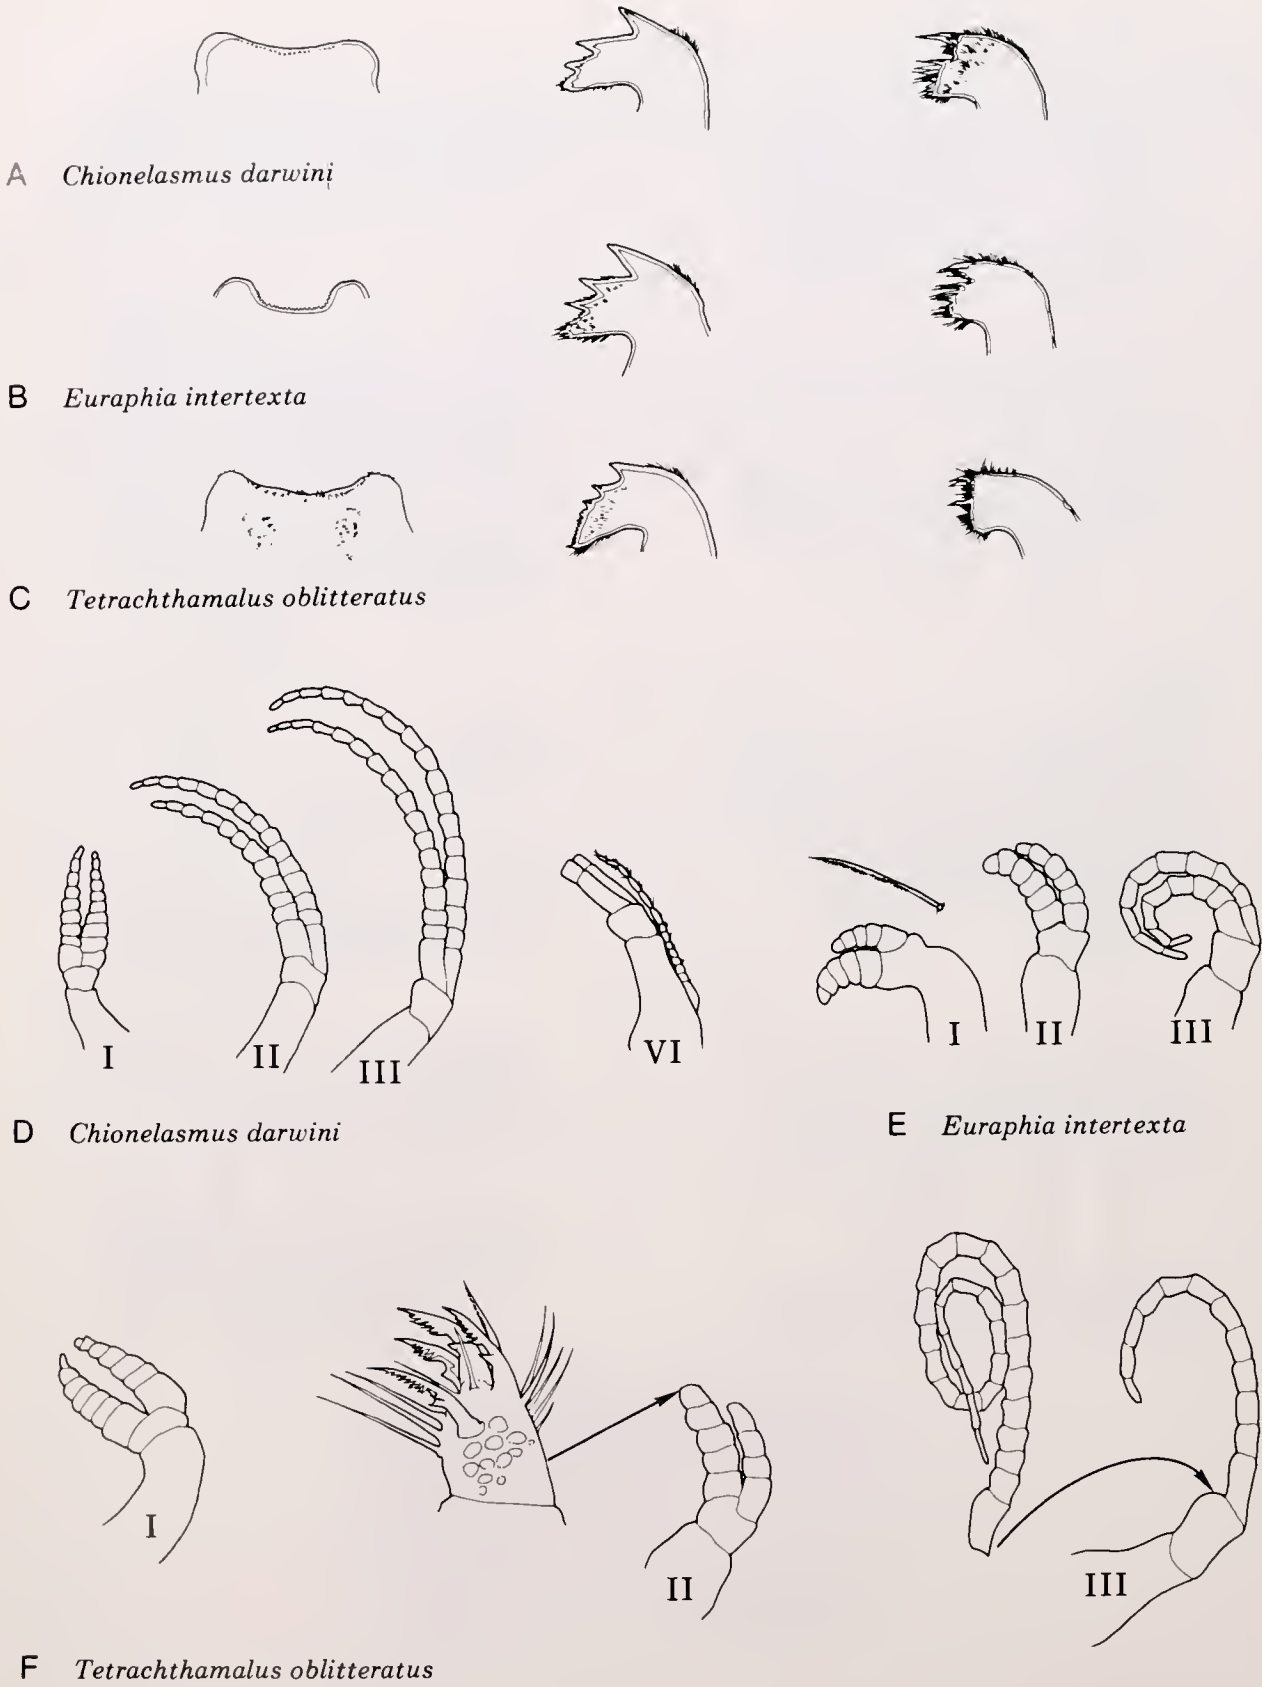 A Chionelasmus darwini
B Euraphia intertexta
C Tetrachthamalus oblitteratus
I II III VI I II III
D Chionelasmus darwini E Euraphia intertexta
I II III
F Tetrachthamalus oblitteratus